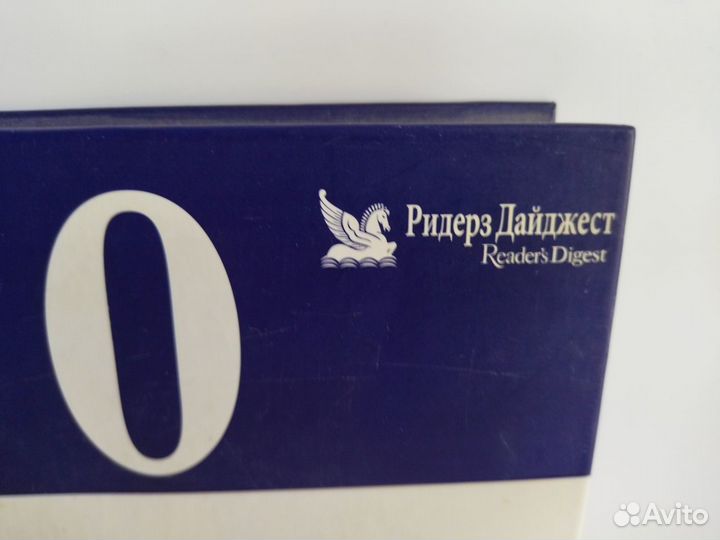 0
Ридерз Дайджест
Reader's Digest
Avito